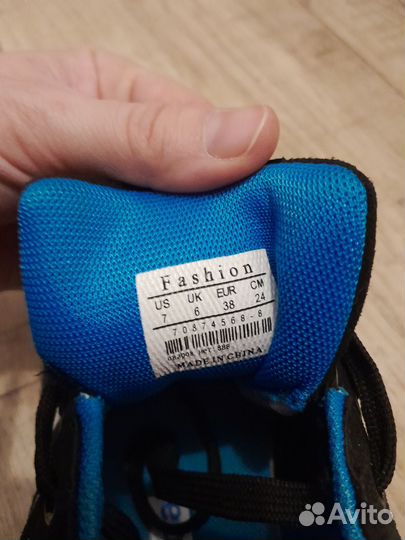 Fashion
US UK EUR CM
7 6 38 24
70874568-8
MADE IN CHINA
Avito